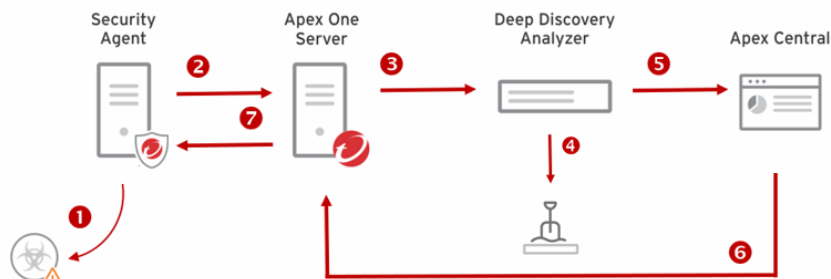 Security
Agent
Apex One
Server
Deep Discovery
Analyzer
Apex Central
2
3
5
7
4
1
6